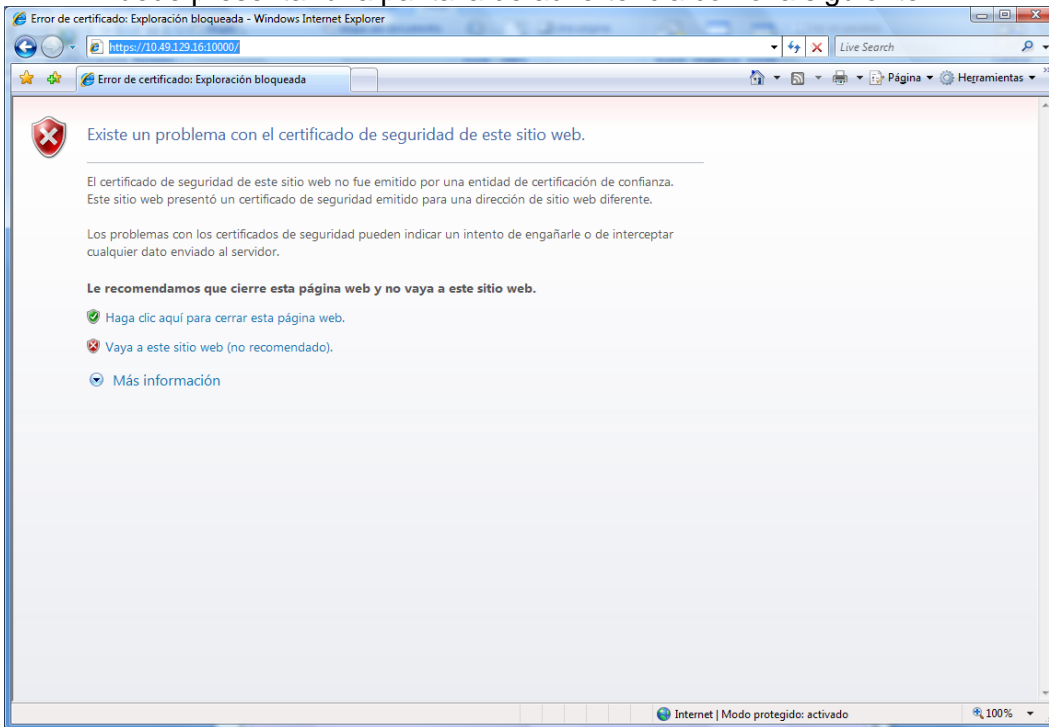 Error de certificado: Exploración bloqueada - Windows Internet Explorer
https://10.49.129.16:10000/
Live Search
Error de certificado: Exploración bloqueada
Página
Herramientas
Existe un problema con el certificado de seguridad de este sitio web.
El certificado de seguridad de este sitio web no fue emitido por una entidad de certificación de confianza.
Este sitio web presentó un certificado de seguridad emitido para una dirección de sitio web diferente.
Los problemas con los certificados de seguridad pueden indicar un intento de engañarle o de interceptar
cualquier dato enviado al servidor.
Le recomendamos que cierre esta página web y no vaya a este sitio web.
Haga clic aquí para cerrar esta página web.
Vaya a este sitio web (no recomendado).
Más información
Internet | Modo protegido: activado
100%